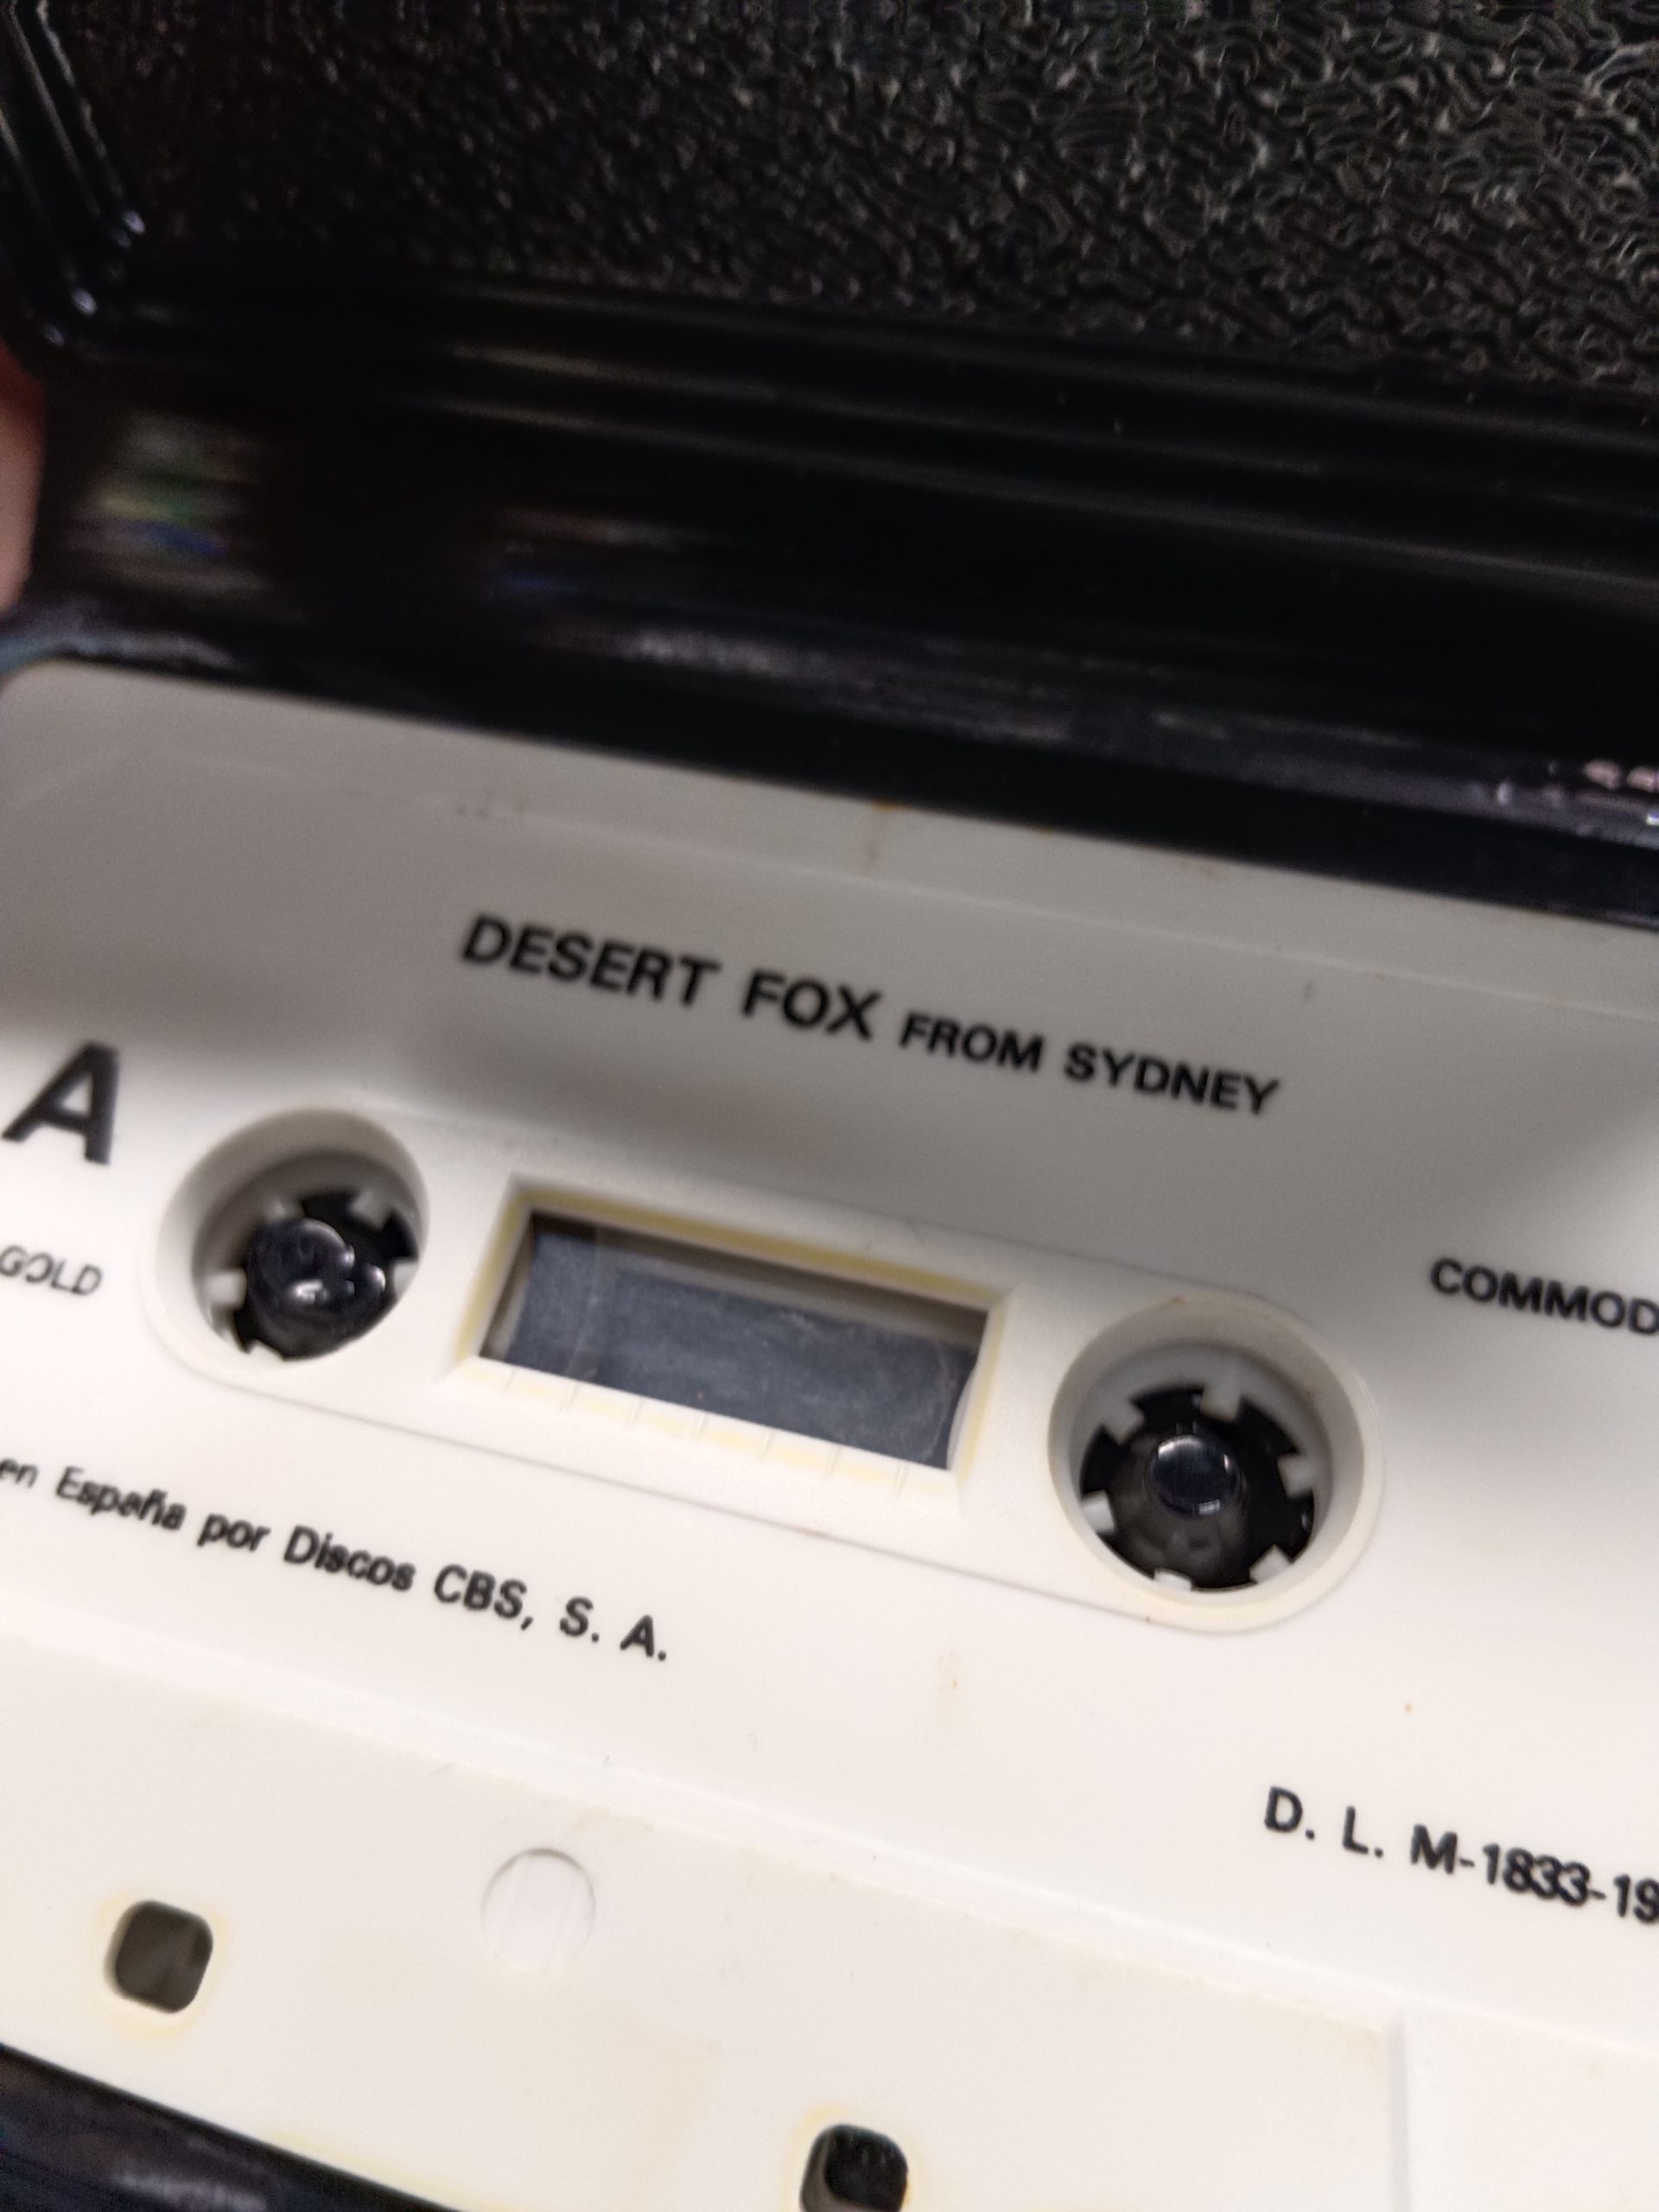 DESERT FOX FROM SYDNEY
A
GOLD
COMMOD
en España por Discos CBS, S. A.
D. L. M-1833-19